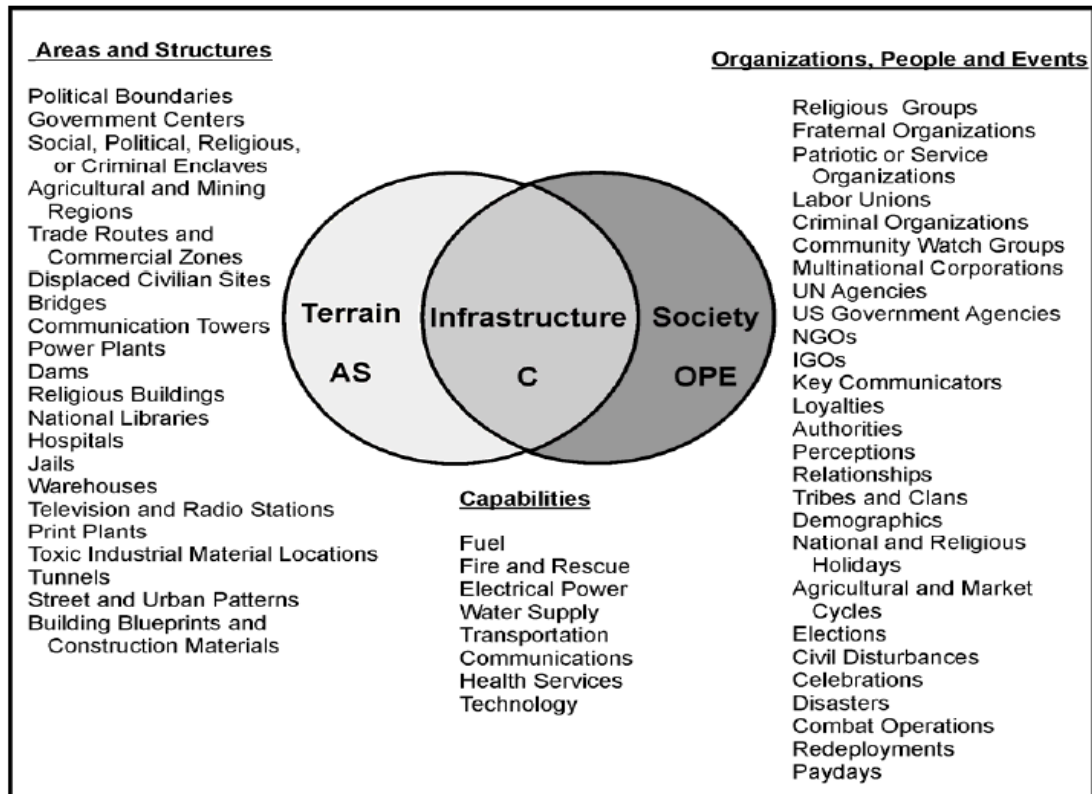 Areas and Structures
Political Boundaries
Government Centers
Social, Political, Religious,
or Criminal Enclaves
Agricultural and Mining
Regions
Trade Routes and
Commercial Zones
Displaced Civilian Sites
Bridges
Communication Towers
Power Plants
Dams
Religious Buildings
National Libraries
Hospitals
Jails
Warehouses
Television and Radio Stations
Print Plants
Toxic Industrial Material Locations
Tunnels
Street and Urban Patterns
Building Blueprints and
Construction Materials
Terrain
AS
Infrastructure
C
Society
OPE
Capabilities
Fuel
Fire and Rescue
Electrical Power
Water Supply
Transportation
Communications
Health Services
Technology
Organizations, People and Events
Religious Groups
Fraternal Organizations
Patriotic or Service
Organizations
Labor Unions
Criminal Organizations
Community Watch Groups
Multinational Corporations
UN Agencies
US Government Agencies
NGOs
IGOs
Key Communicators
Loyalties
Authorities
Perceptions
Relationships
Tribes and Clans
Demographics
National and Religious
Holidays
Agricultural and Market
Cycles
Elections
Civil Disturbances
Celebrations
Disasters
Combat Operations
Redeployments
Paydays